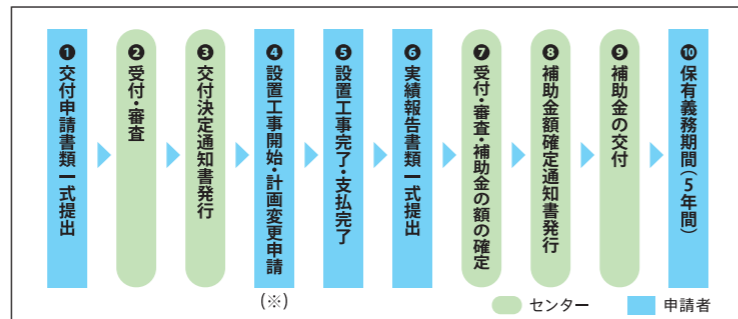 ❶交付申請書類一式提出
❷受付・審査
❸交付決定通知書発行
❹設置工事開始・計画変更申請
(※)
❺設置工事完了・支払完了
❻実績報告書類一式提出
❼受付・審査・補助金の額の確定
❽補助金額確定通知書発行
❾補助金の交付
❿保有義務期間(5年間)
センター
申請者